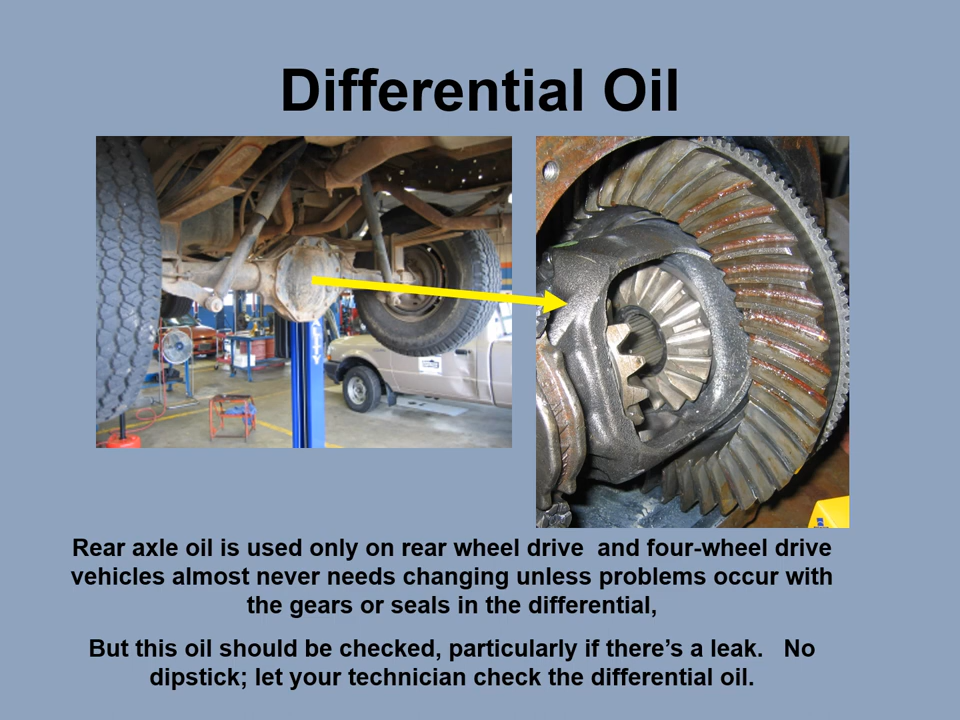 Differential Oil
Rear axle oil is used only on rear wheel drive  and four-wheel drive
vehicles almost never needs changing unless problems occur with
the gears or seals in the differential,
But this oil should be checked, particularly if there’s a leak.   No
dipstick; let your technician check the differential oil.